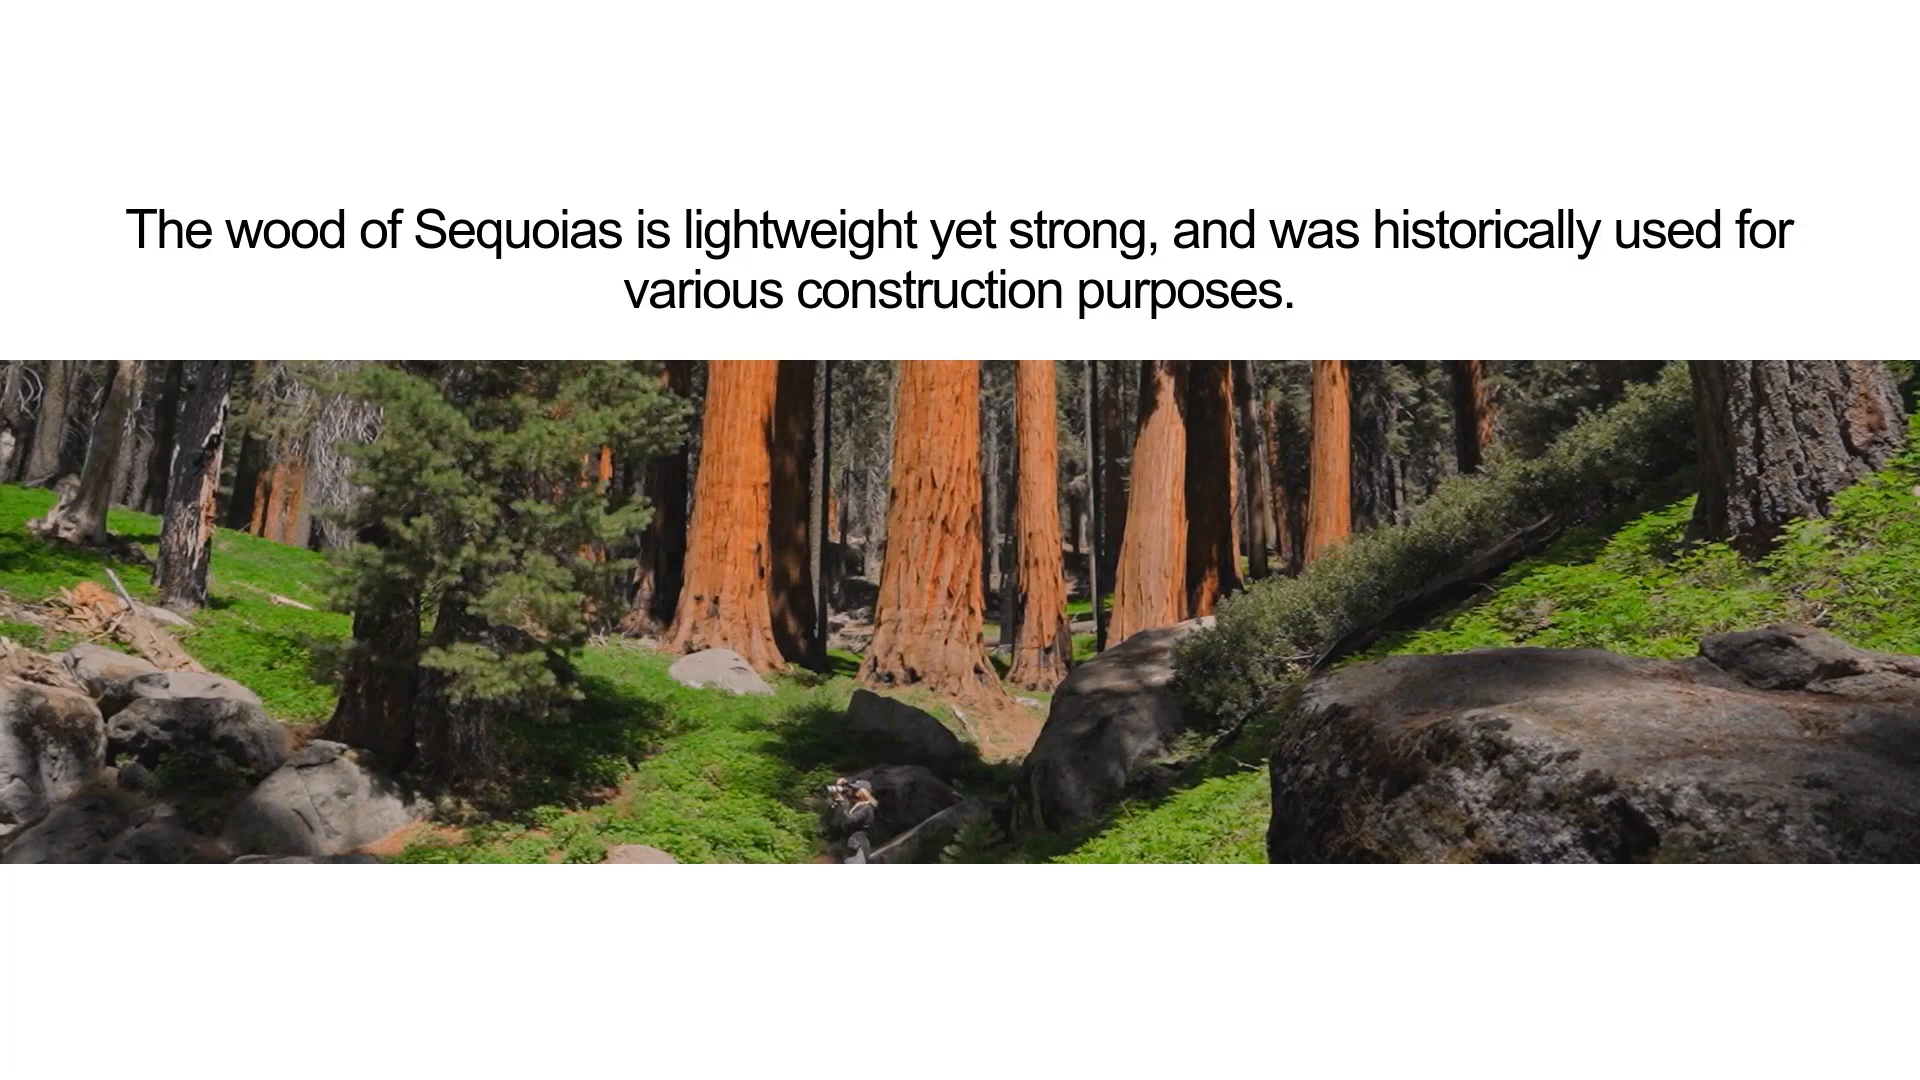 The wood of Sequoias is lightweight yet strong, and was historically used for
various construction purposes.